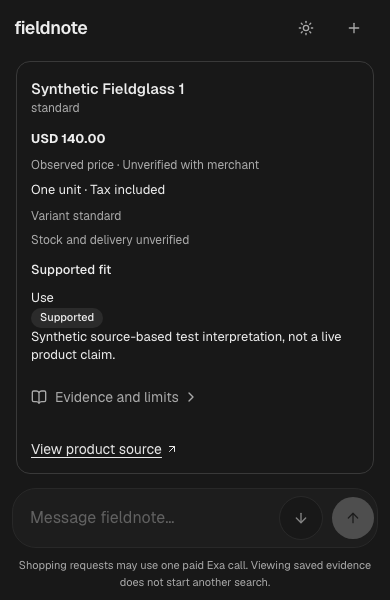 fieldnote
Synthetic Fieldglass 1
standard
USD 140.00
Observed price · Unverified with merchant
One unit · Tax included
Variant standard
Stock and delivery unverified
Supported fit
Use
Supported
Synthetic source-based test interpretation, not a live
product claim.
Evidence and limits
View product source
Message fieldnote...
Shopping requests may use one paid Exa call. Viewing saved evidence
does not start another search.